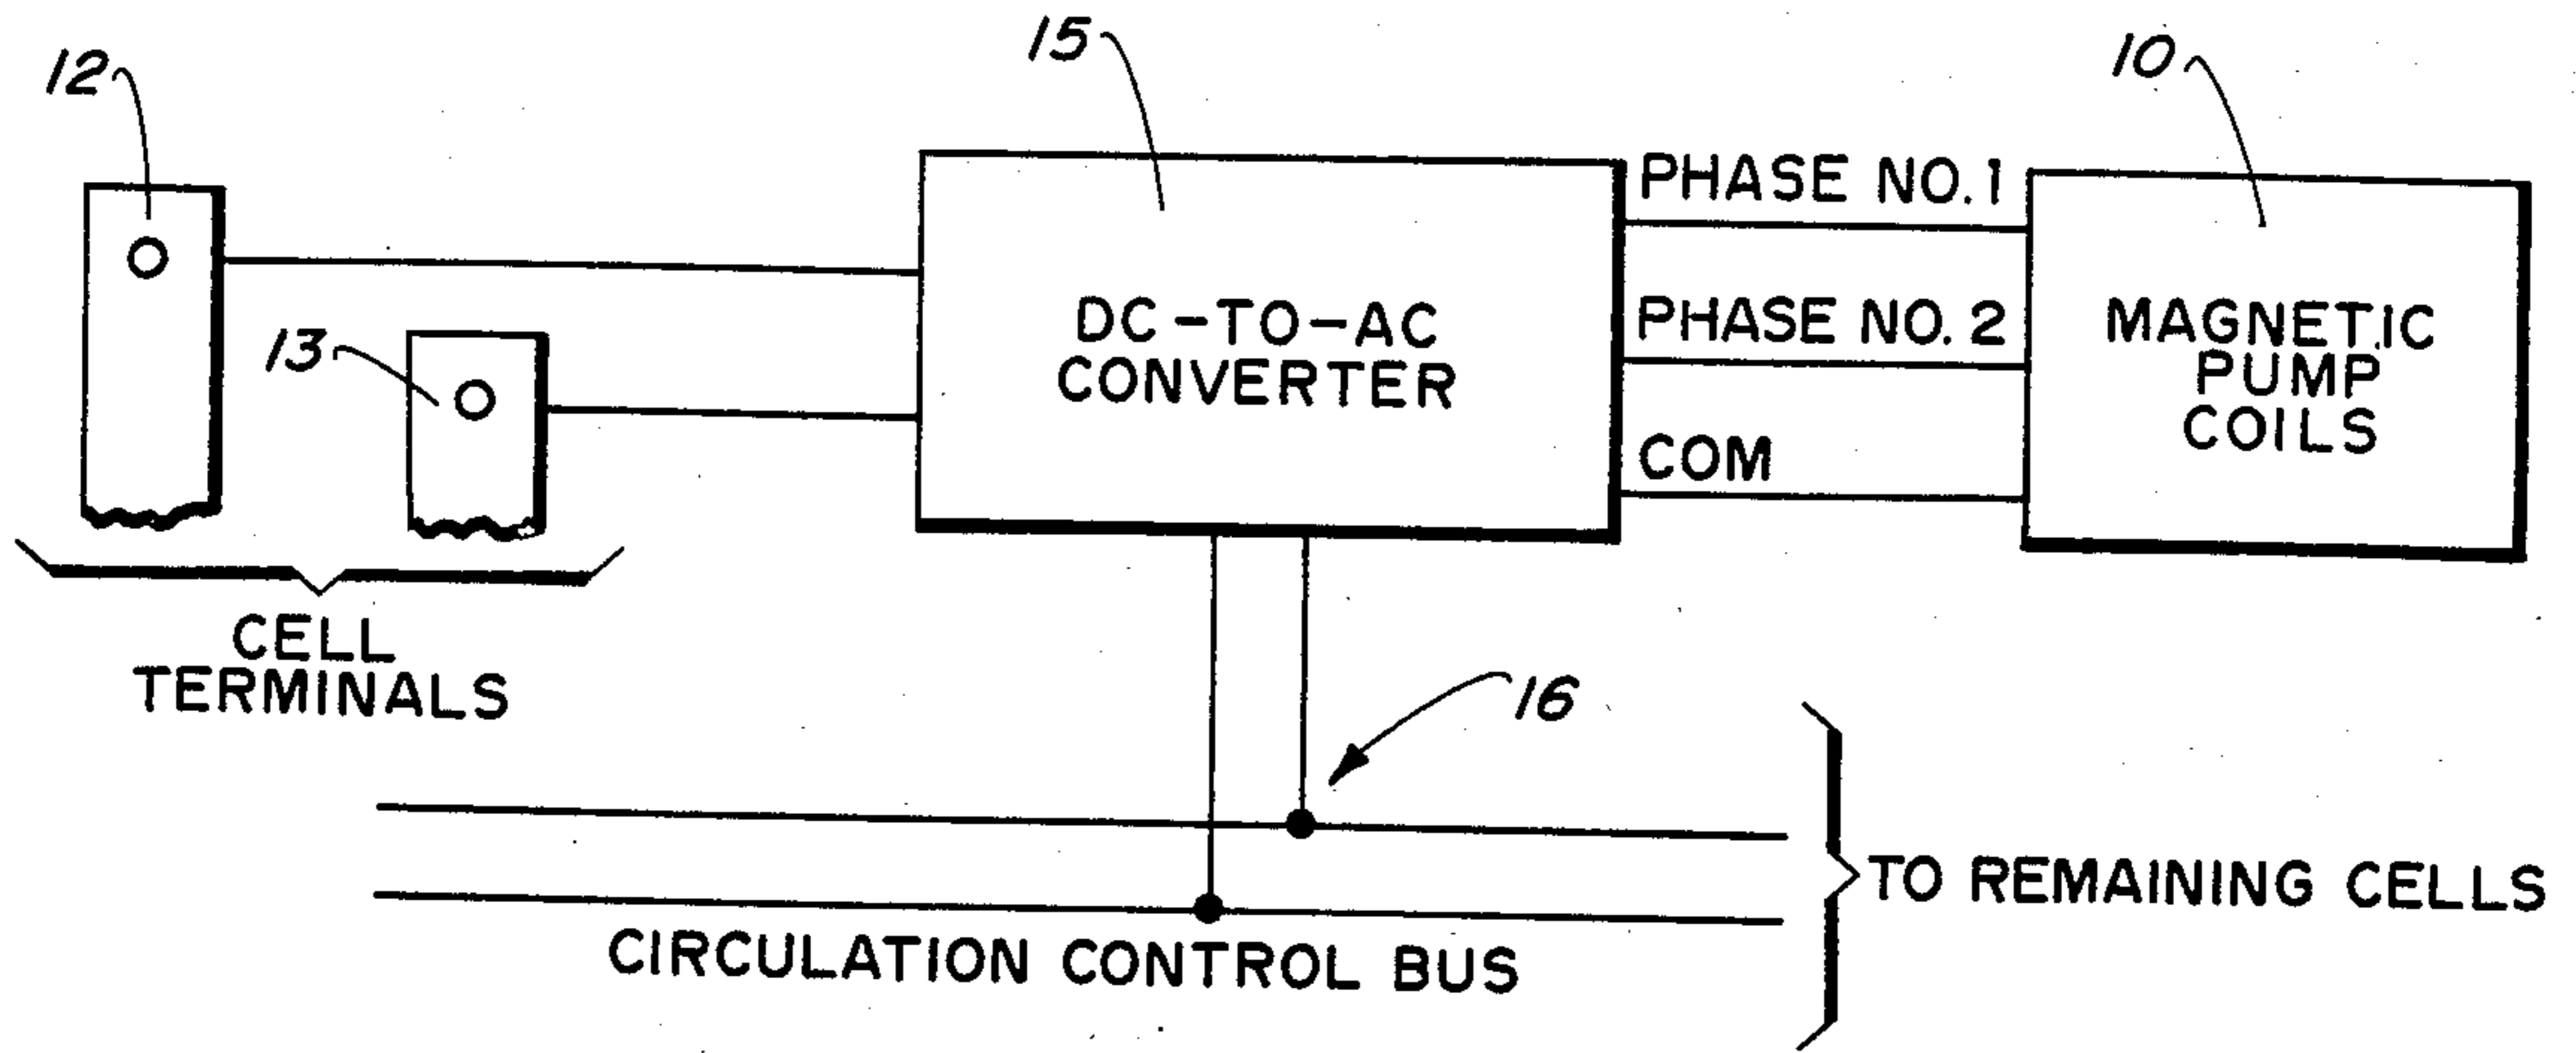 12
15
10
13
PHASE NO. 1
PHASE NO. 2
COM
DC-TO-AC
CONVERTER
MAGNETIC
PUMP
COILS
CELL
TERMINALS
16
TO REMAINING CELLS
CIRCULATION CONTROL BUS